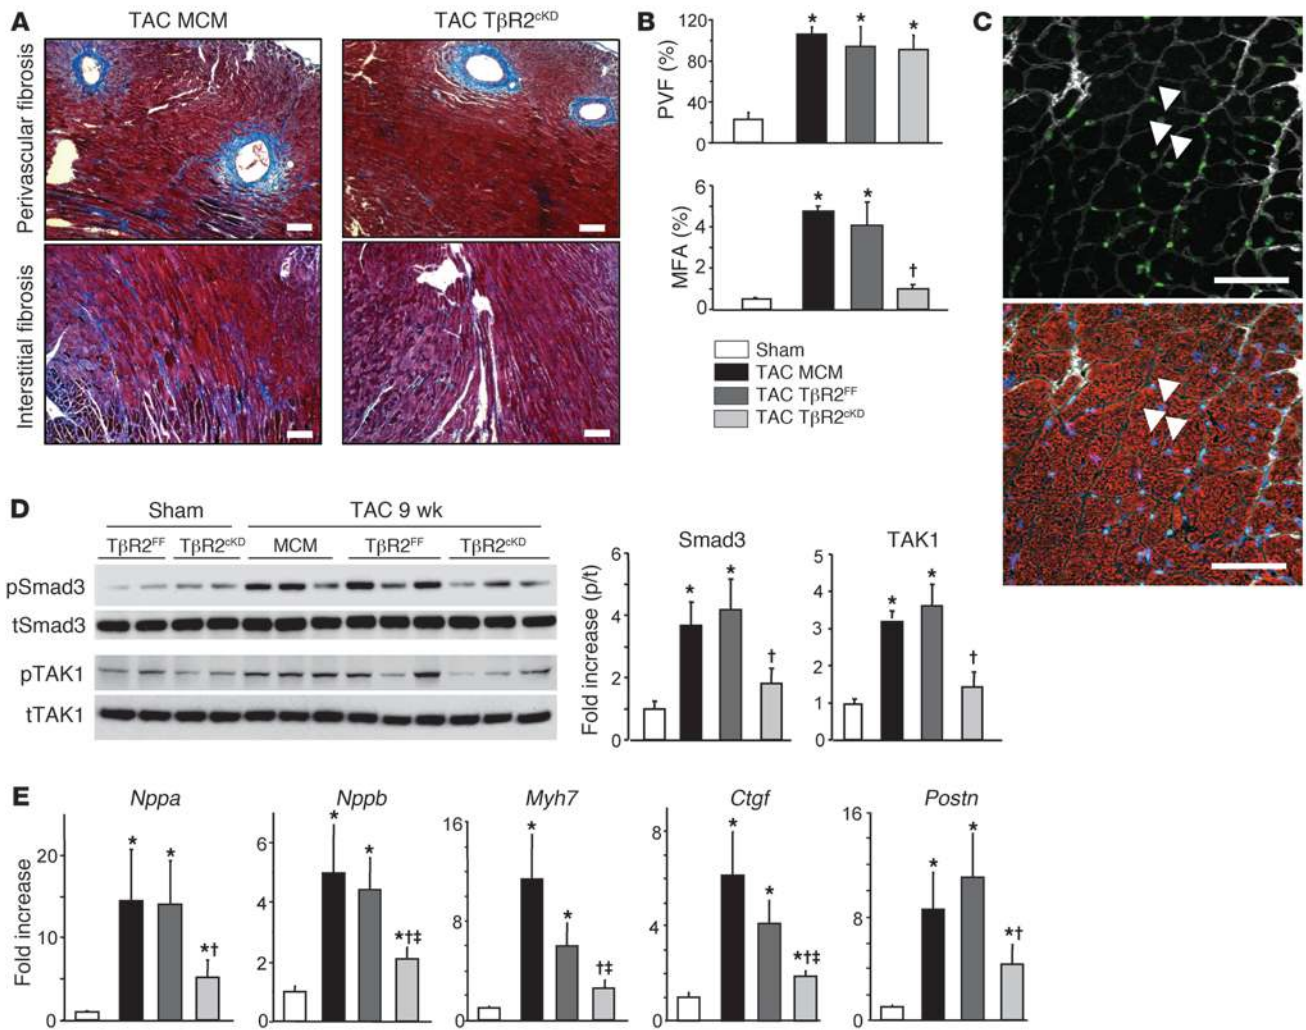 A
TAC MCM
TAC TβR2cKD
Perivascular fibrosis
Interstitial fibrosis
B
PVF (%)
120
80
40
0
* * *
MFA (%)
6
4
2
0
* * †
Sham
TAC MCM
TAC TβR2FF
TAC TβR2cKD
C
D
Sham
TAC 9 wk
TβR2FF TβR2cKD MCM TβR2FF TβR2cKD
pSmad3
tSmad3
pTAK1
tTAK1
Smad3
Fold increase (p/t)
6
4
2
0
* * †
TAK1
5
4
3
2
1
0
* * †
E
Fold increase
Nppa
20
10
0
* * *†
Nppb
6
4
2
0
* * *†‡
Myh7
16
8
0
* * †‡
Ctgf
8
4
0
* * *†‡
Postn
16
8
0
* * *†